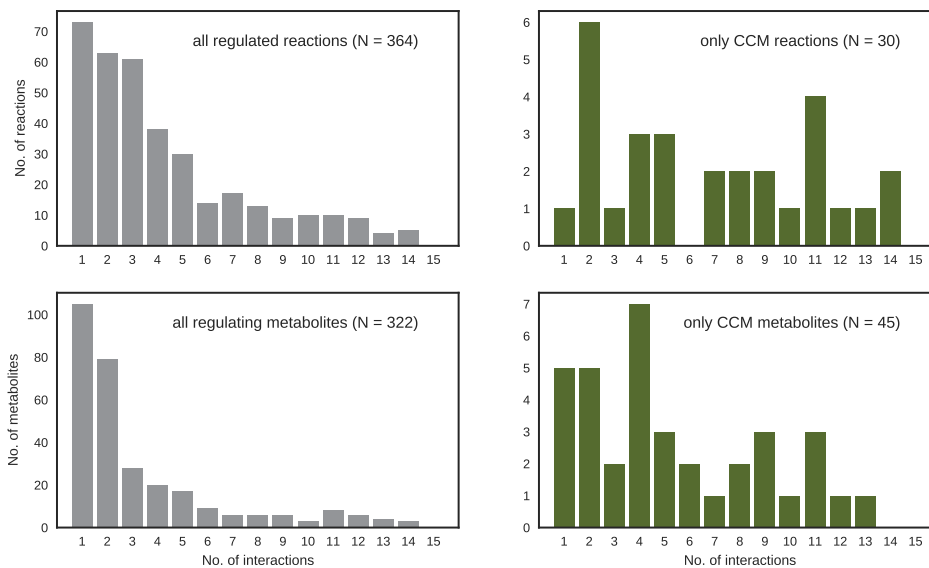 all regulated reactions (N = 364)
No. of reactions
70
60
50
40
30
20
10
0
1 2 3 4 5 6 7 8 9 10 11 12 13 14 15
only CCM reactions (N = 30)
6
5
4
3
2
1
0
1 2 3 4 5 6 7 8 9 10 11 12 13 14 15
all regulating metabolites (N = 322)
No. of metabolites
100
80
60
40
20
0
1 2 3 4 5 6 7 8 9 10 11 12 13 14 15
No. of interactions
only CCM metabolites (N = 45)
7
6
5
4
3
2
1
0
1 2 3 4 5 6 7 8 9 10 11 12 13 14 15
No. of interactions